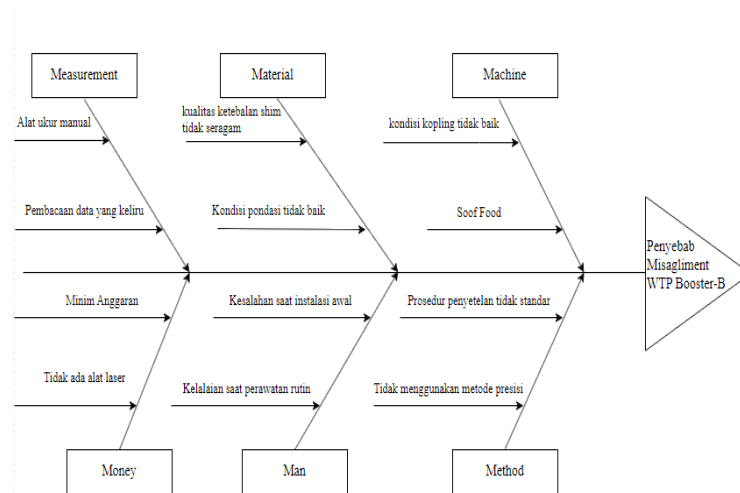 Measurement
Material
Machine
Alat ukur manual
kualitas ketebalan shim
tidak seragam
kondisi kopling tidak baik
Pembacaan data yang keliru
Kondisi pondasi tidak baik
Soof Food
Penyebab
Misagliment
WTP Booster-B
Minim Anggaran
Kesalahan saat instalasi awal
Prosedur penyetelan tidak standar
Tidak ada alat laser
Kelalaian saat perawatan rutin
Tidak menggunakan metode presisi
Money
Man
Method